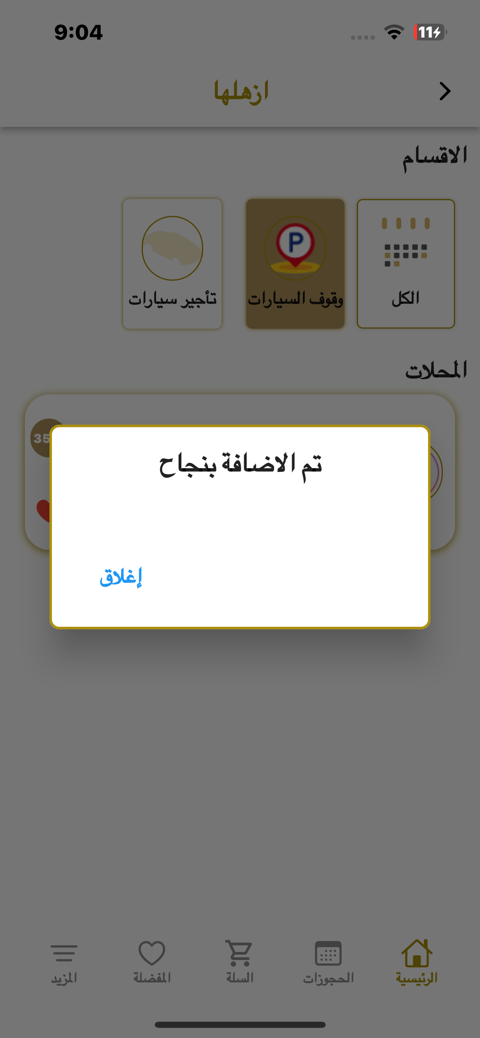 9:04
11
ازهلها
الاقسام
الكل
وقوف السيارات
تأجير سيارات
المحلات
35
تم الاضافة بنجاح
إغلاق
الرئيسية
الحجوزات
السلة
المفضلة
المزيد